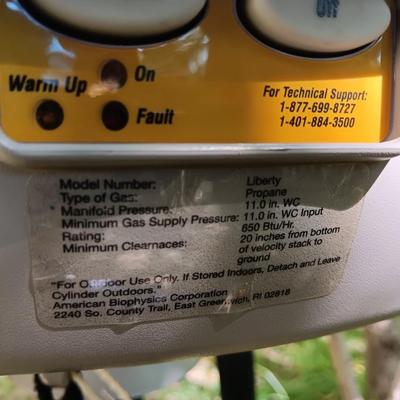 Off
Warm Up
On
Fault
For Technical Support:
1-877-699-8727
1-401-884-3500
Model Number: Liberty
Type of Gas: Propane
Manifold Pressure: 11.0 in. WC
Minimum Gas Supply Pressure: 11.0 in. WC Input
Rating: 650 Btu/Hr.
Minimum Clearnaces: 20 inches from bottom
of velocity stack to
ground
"For Outdoor Use Only. If Stored Indoors, Detach and Leave
Cylinder Outdoors."
American Biophysics Corporation
2240 So. County Trail, East Greenwich, RI 02818